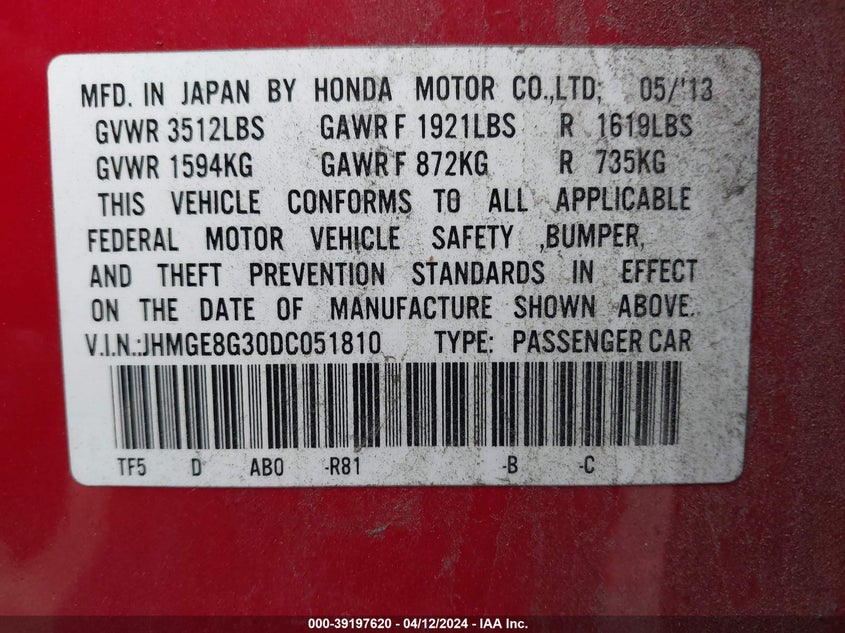 MFD. IN JAPAN BY HONDA MOTOR CO.,LTD; 05/'13
GVWR 3512LBS GAWR F 1921LBS R 1619LBS
GVWR 1594KG GAWR F 872KG R 735KG
THIS VEHICLE CONFORMS TO ALL APPLICABLE
FEDERAL MOTOR VEHICLE SAFETY ,BUMPER,
AND THEFT PREVENTION STANDARDS IN EFFECT
ON THE DATE OF MANUFACTURE SHOWN ABOVE.
V.I.N.:JHMGE8G30DC051810 TYPE: PASSENGER CAR
TF5 D AB0 -R81 -B -C
000-39197620 - 04/12/2024 - IAA Inc.